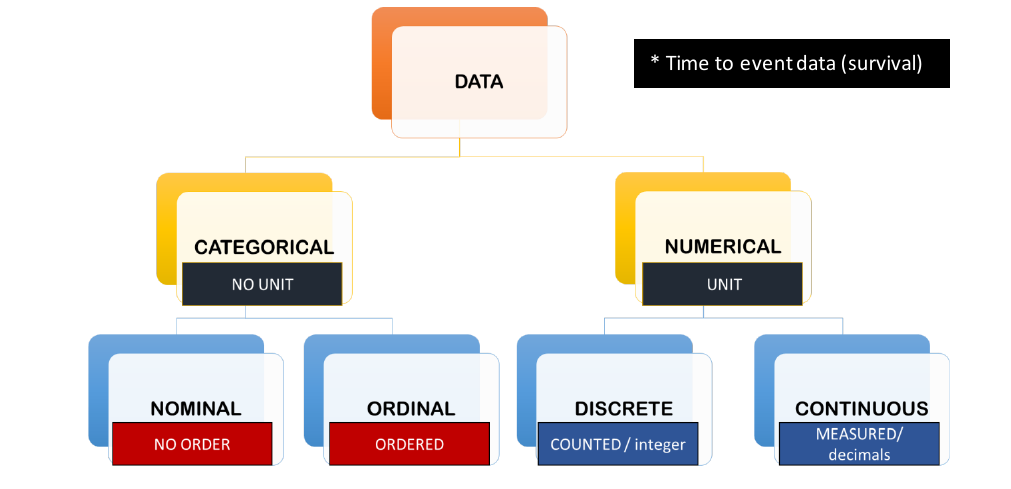 DATA
* Time to event data (survival)
CATEGORICAL
NO UNIT
NUMERICAL
UNIT
NOMINAL
NO ORDER
ORDINAL
ORDERED
DISCRETE
COUNTED / integer
CONTINUOUS
MEASURED/
decimals